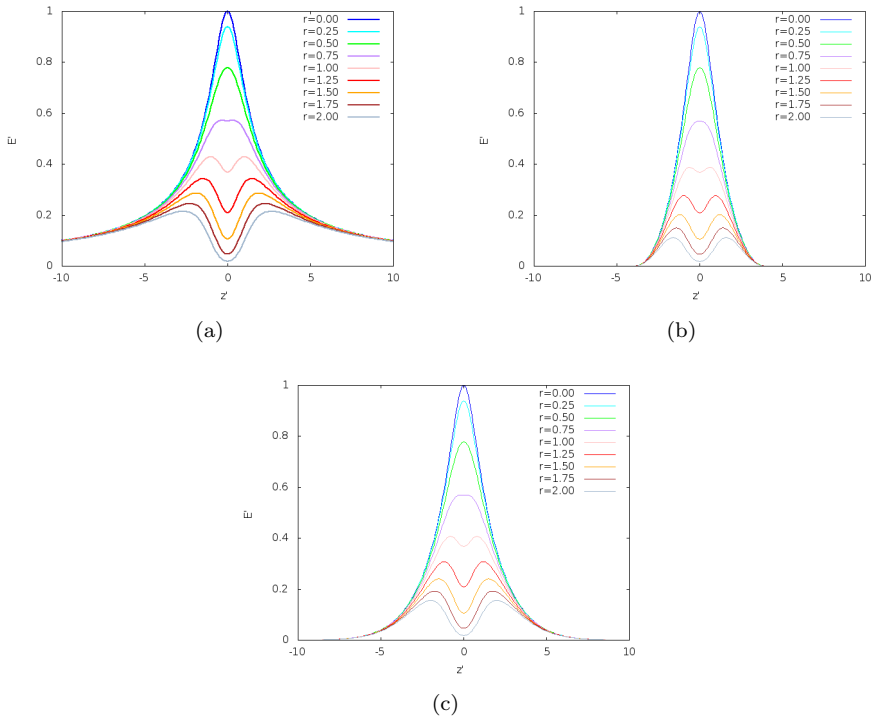 1
0.8
0.6
0.4
0.2
0
E'
-10
-5
0
5
10
z'
r=0.00
r=0.25
r=0.50
r=0.75
r=1.00
r=1.25
r=1.50
r=1.75
r=2.00
(a)
1
0.8
0.6
0.4
0.2
0
E'
-10
-5
0
5
10
z'
r=0.00
r=0.25
r=0.50
r=0.75
r=1.00
r=1.25
r=1.50
r=1.75
r=2.00
(b)
1
0.8
0.6
0.4
0.2
0
E'
-10
-5
0
5
10
z'
r=0.00
r=0.25
r=0.50
r=0.75
r=1.00
r=1.25
r=1.50
r=1.75
r=2.00
(c)